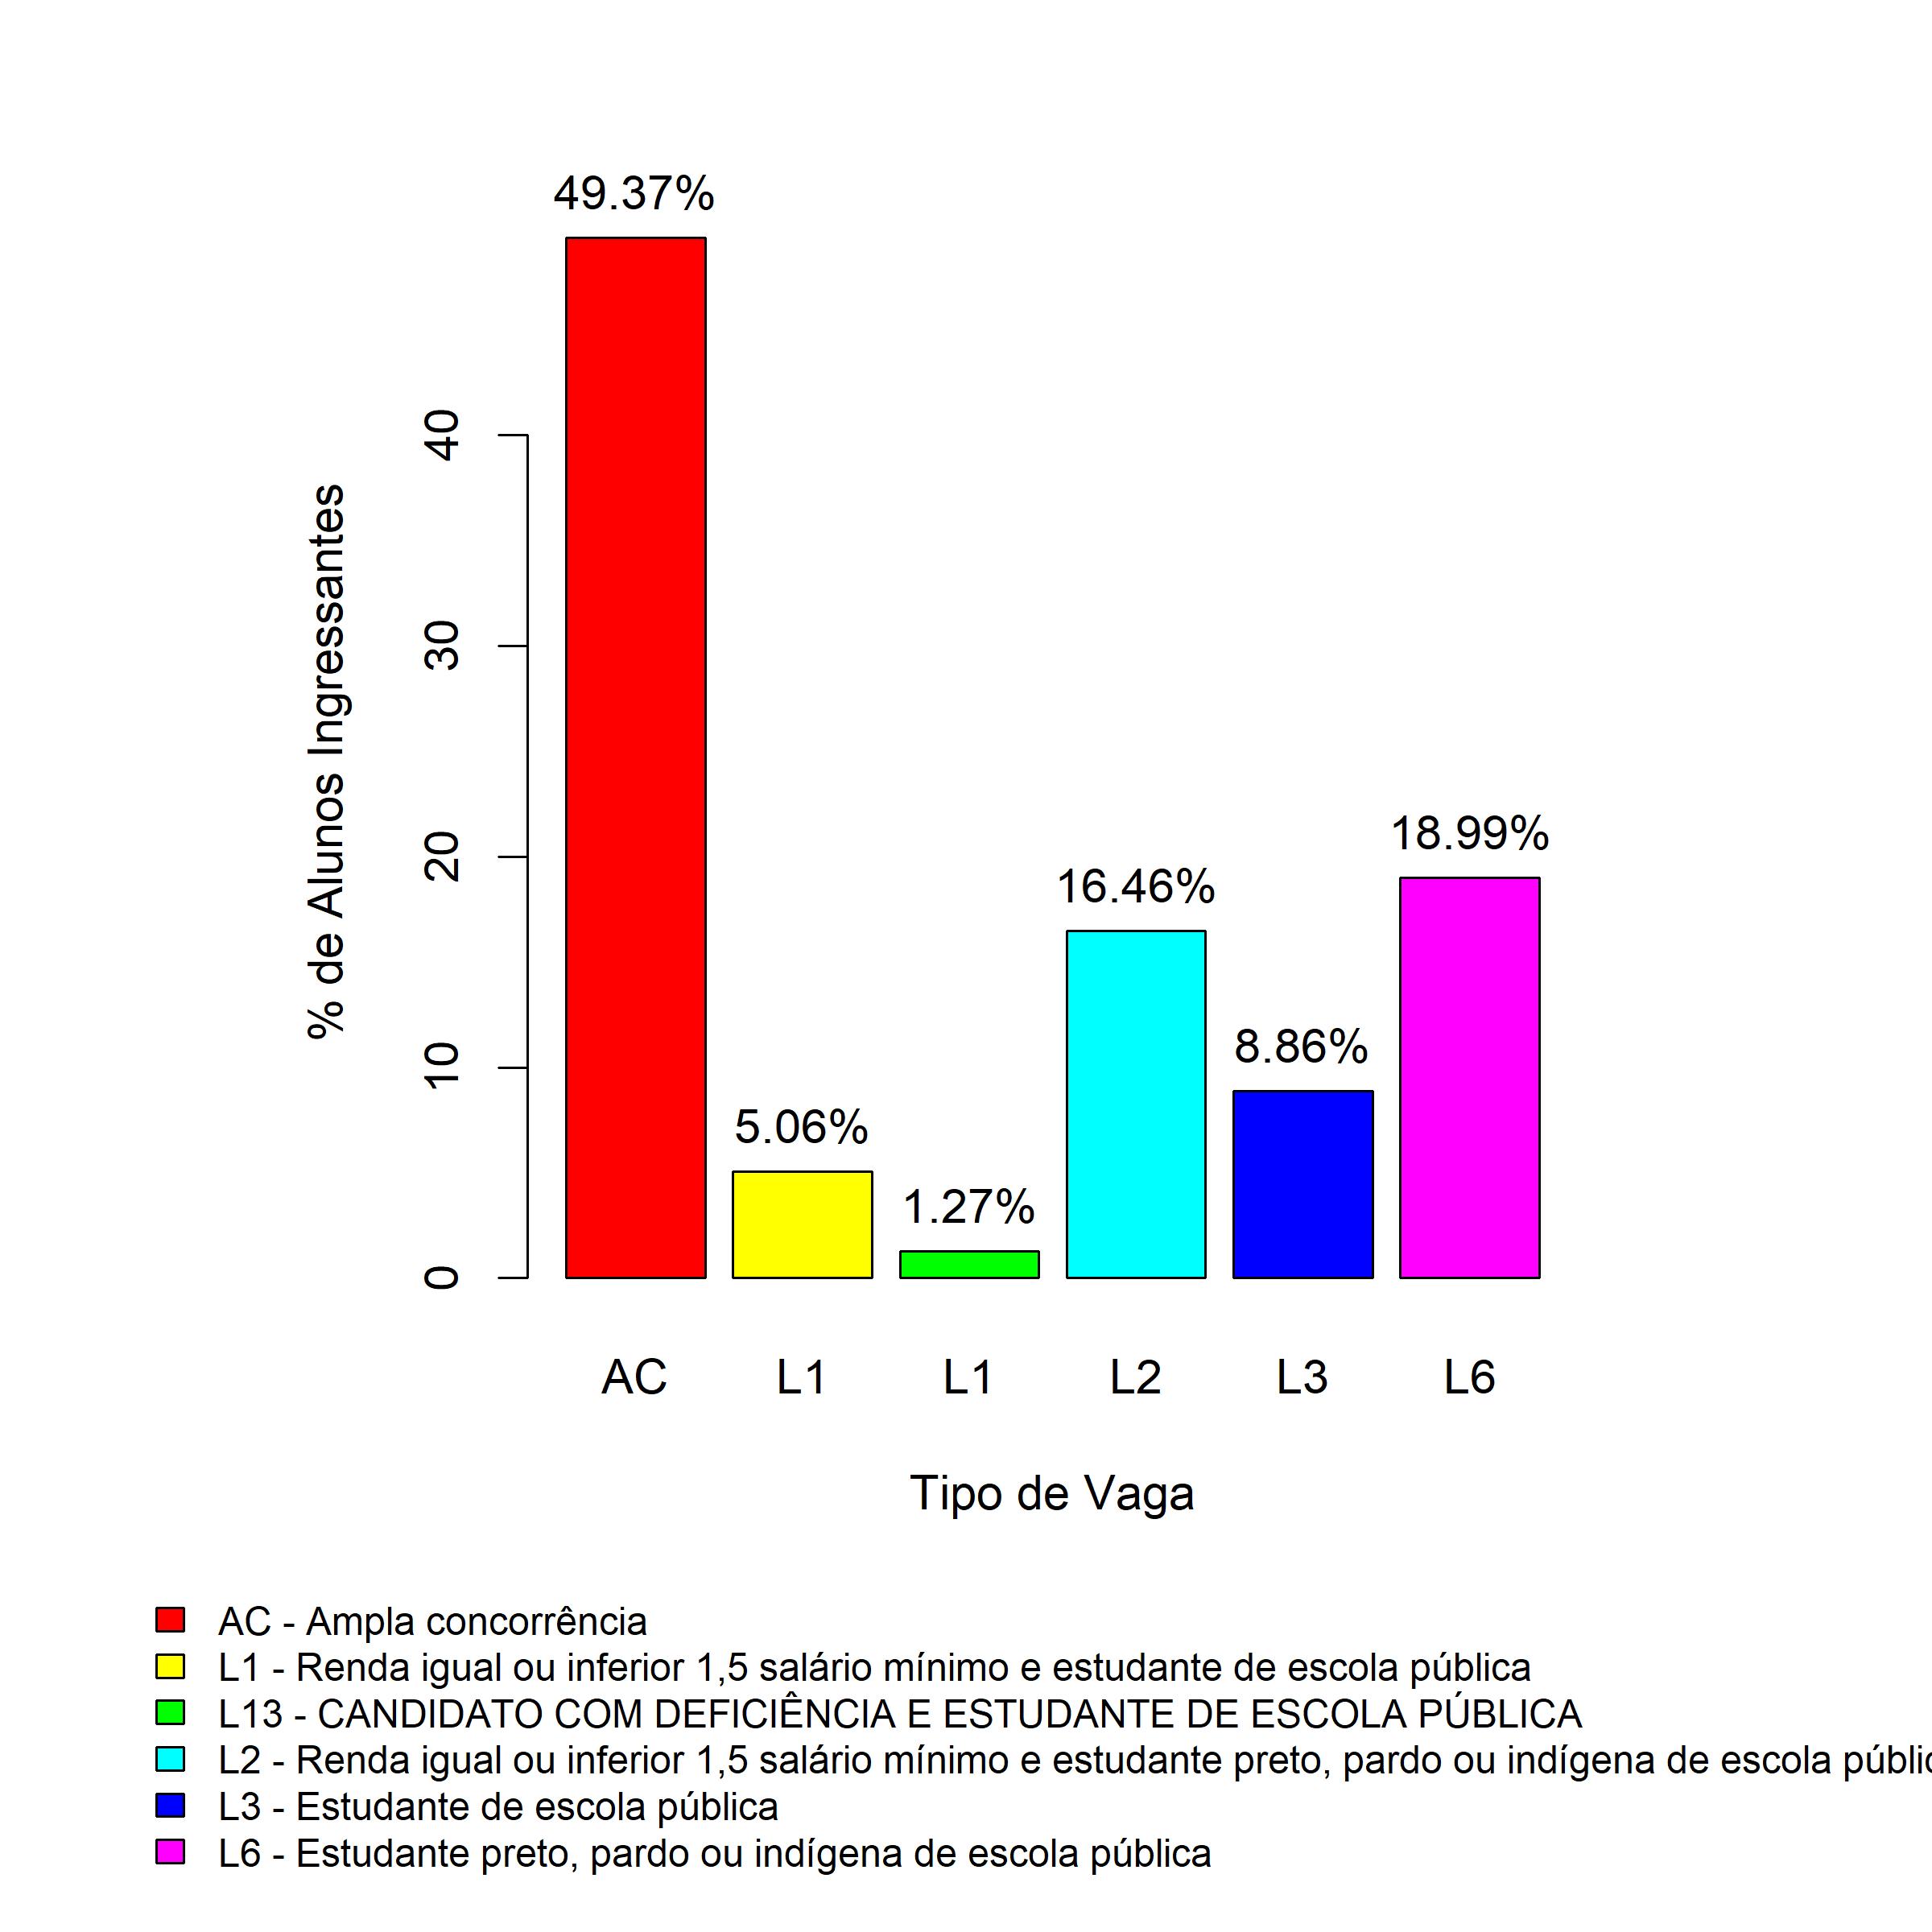 49.37%
% de Alunos Ingressantes
40
30
20
10
0
5.06%
1.27%
16.46%
8.86%
18.99%
AC L1 L1 L2 L3 L6
Tipo de Vaga
AC - Ampla concorrência
L1 - Renda igual ou inferior 1,5 salário mínimo e estudante de escola pública
L13 - CANDIDATO COM DEFICIÊNCIA E ESTUDANTE DE ESCOLA PÚBLICA
L2 - Renda igual ou inferior 1,5 salário mínimo e estudante preto, pardo ou indígena de escola
L3 - Estudante de escola pública
L6 - Estudante preto, pardo ou indígena de escola pública